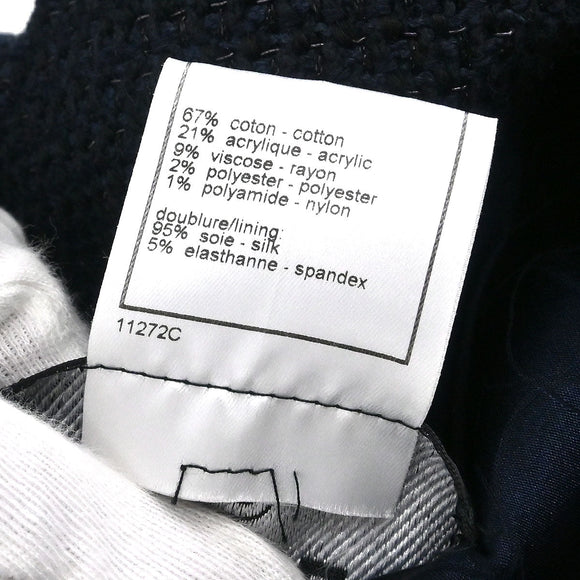 67% coton - cotton
21% acrylique - acrylic
9% viscose - rayon
2% polyester - polyester
1% polyamide - nylon
doublure/lining:
95% soie - silk
5% elasthanne - spandex
11272C